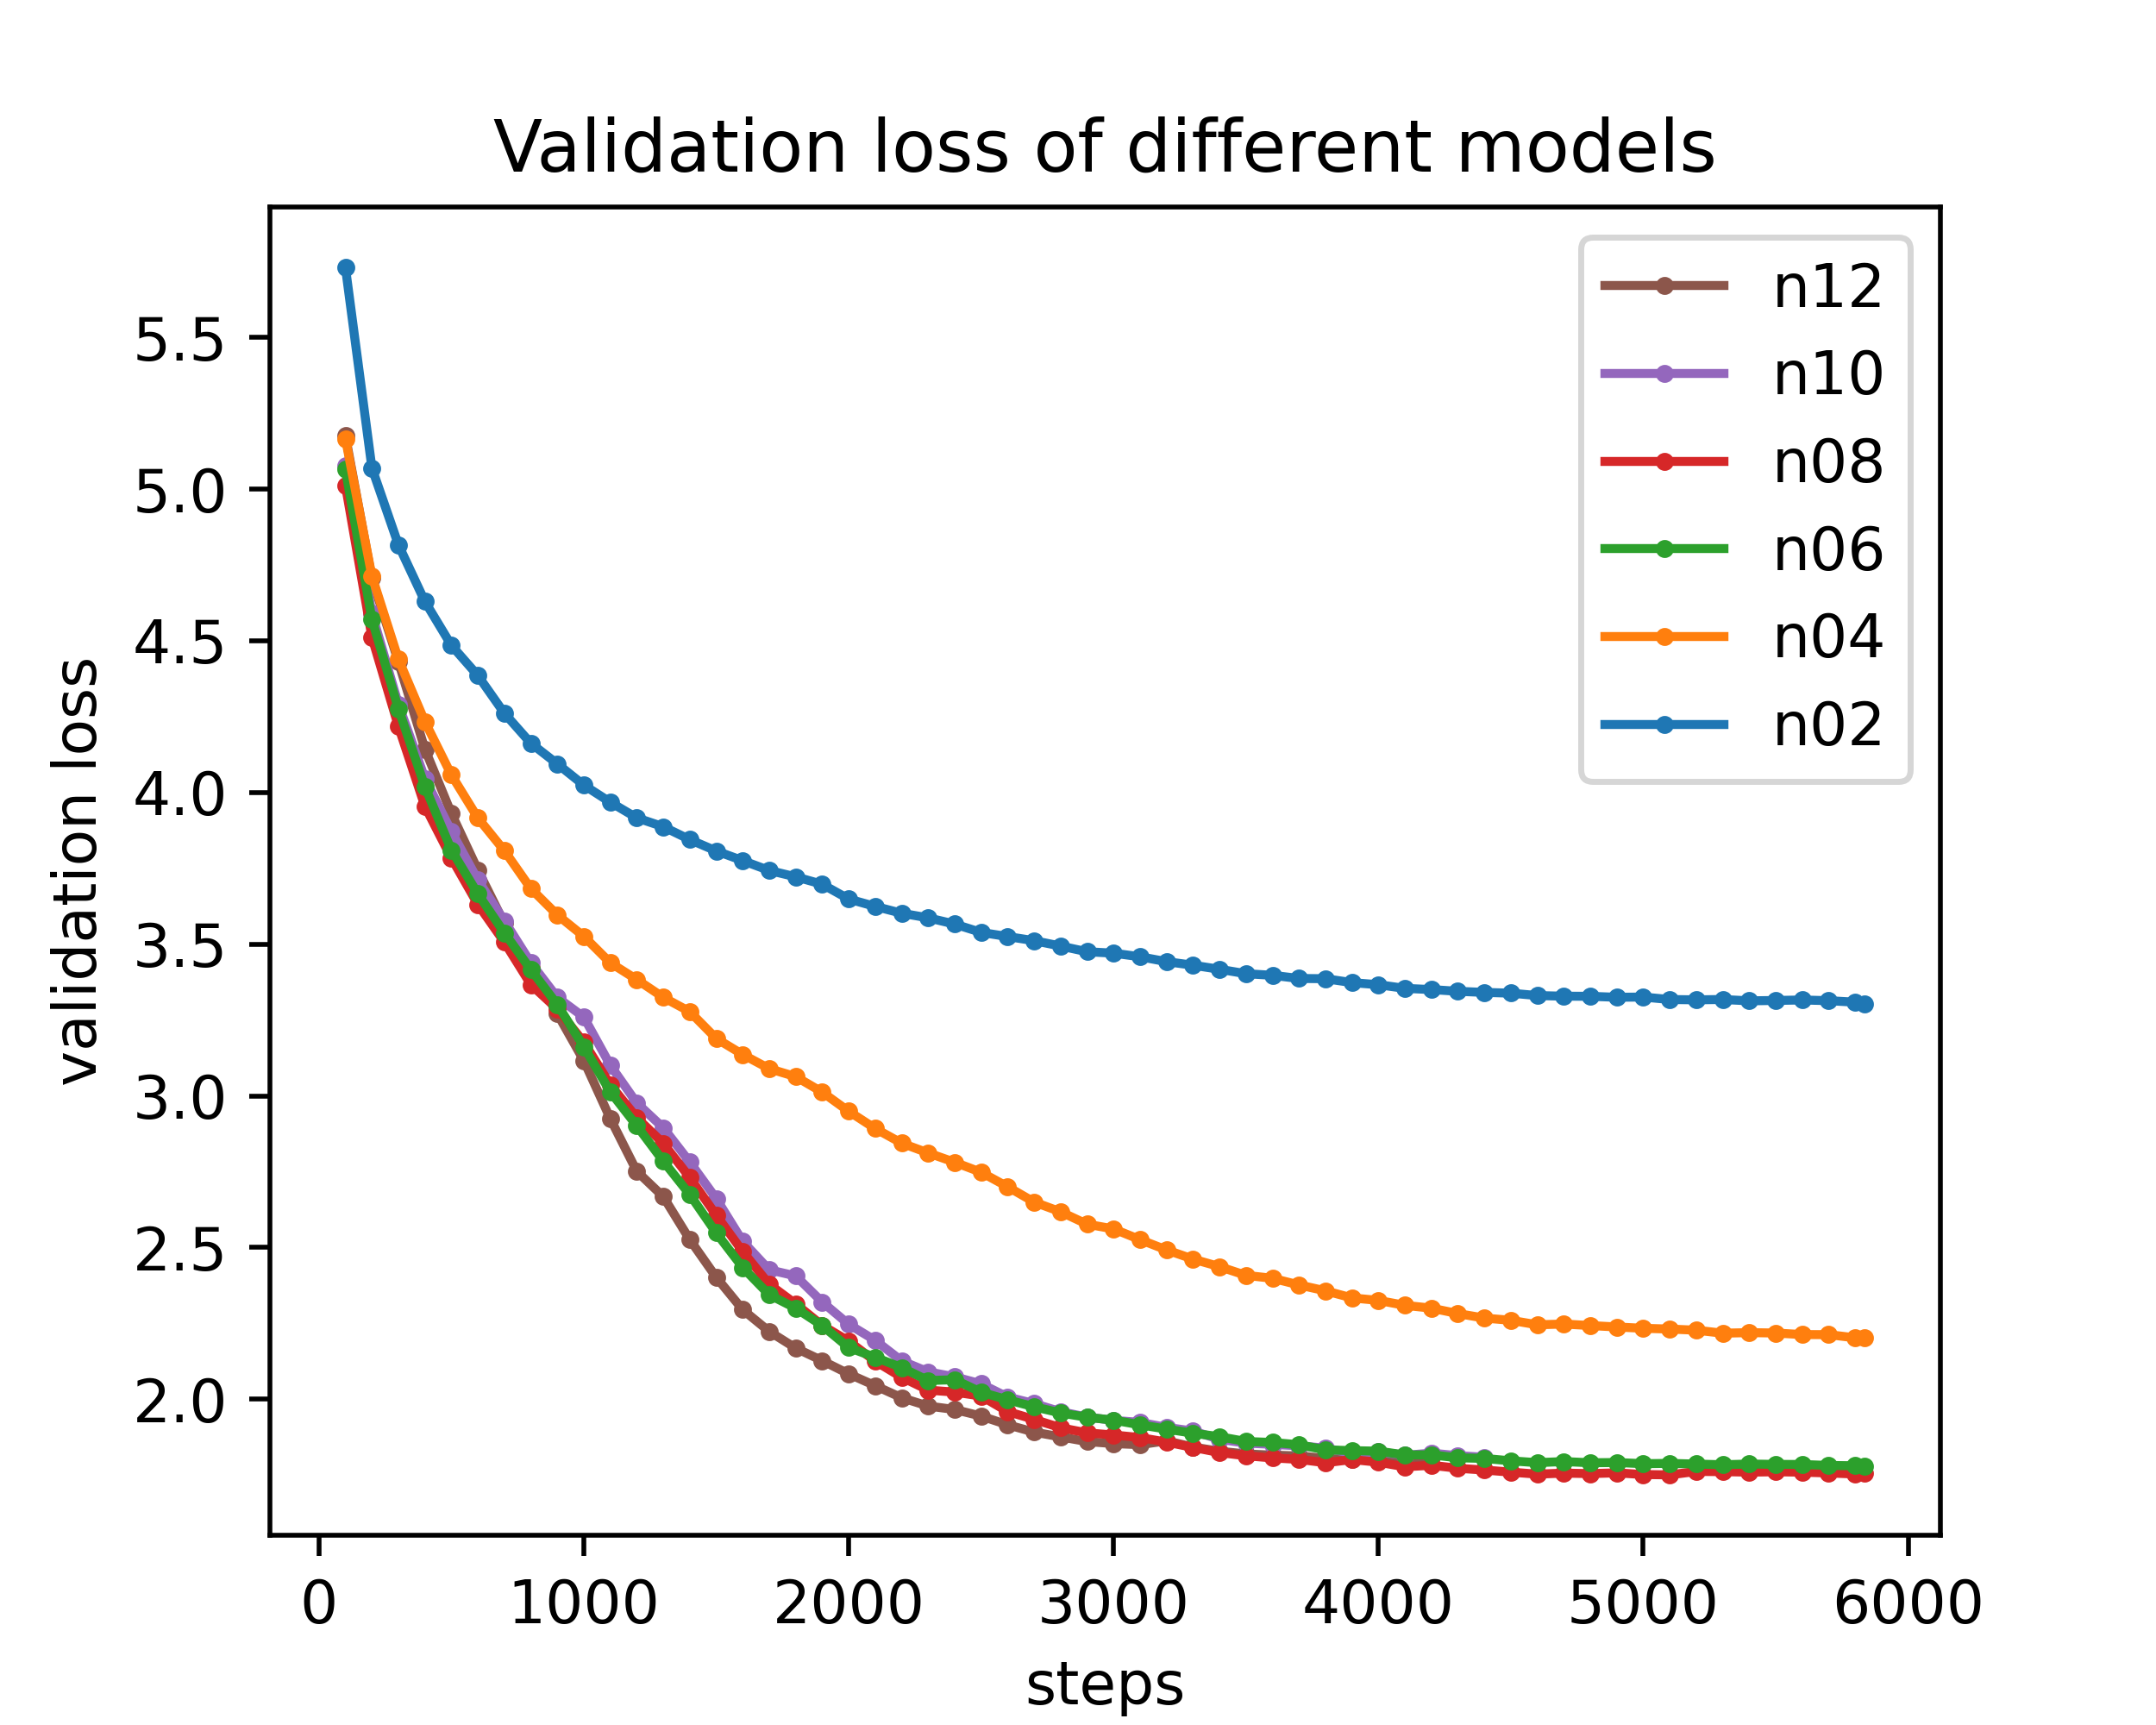 Validation loss of different models
validation loss
5.5
5.0
4.5
4.0
3.5
3.0
2.5
2.0
n12
n10
n08
n06
n04
n02
0 1000 2000 3000 4000 5000 6000
steps